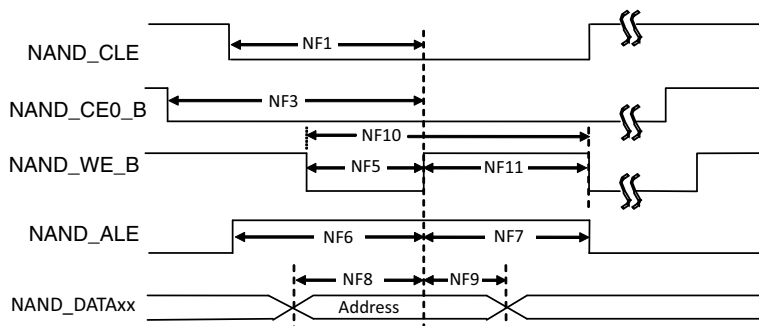 NAND_CLE
NF1
NAND_CE0_B
NF3
NF10
NAND_WE_B
NF5
NF11
NAND_ALE
NF6
NF7
NF8
NF9
NAND_DATAxx
Address